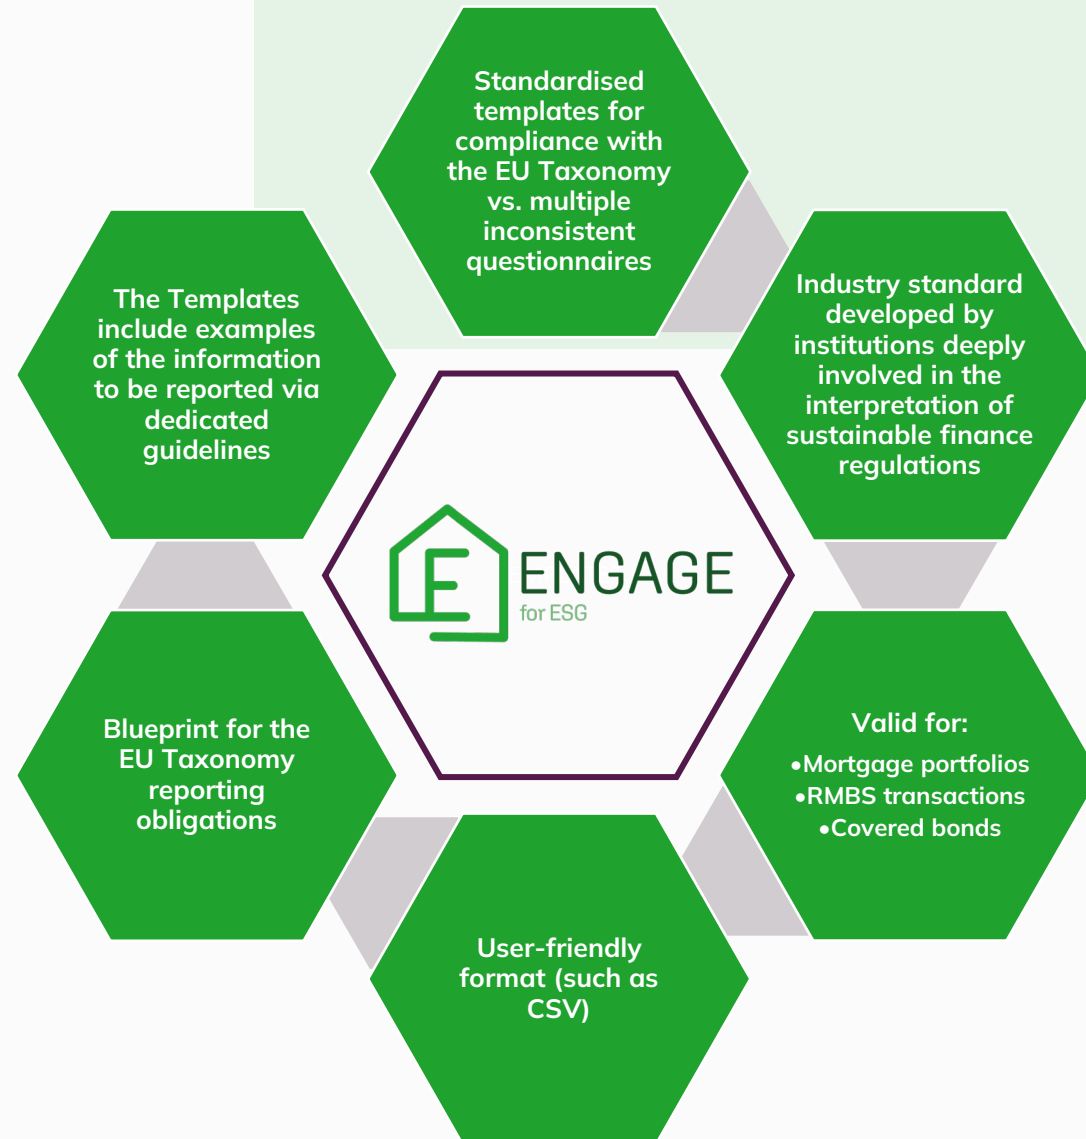 Standardised
templates for
compliance with
the EU Taxonomy
vs. multiple
inconsistent
questionnaires
Industry standard
developed by
institutions deeply
involved in the
interpretation of
sustainable finance
regulations
Valid for:
•Mortgage portfolios
•RMBS transactions
•Covered bonds
User-friendly
format (such as
CSV)
Blueprint for the
EU Taxonomy
reporting
obligations
The Templates
include examples
of the information
to be reported via
dedicated
guidelines
E ENGAGE
for ESG